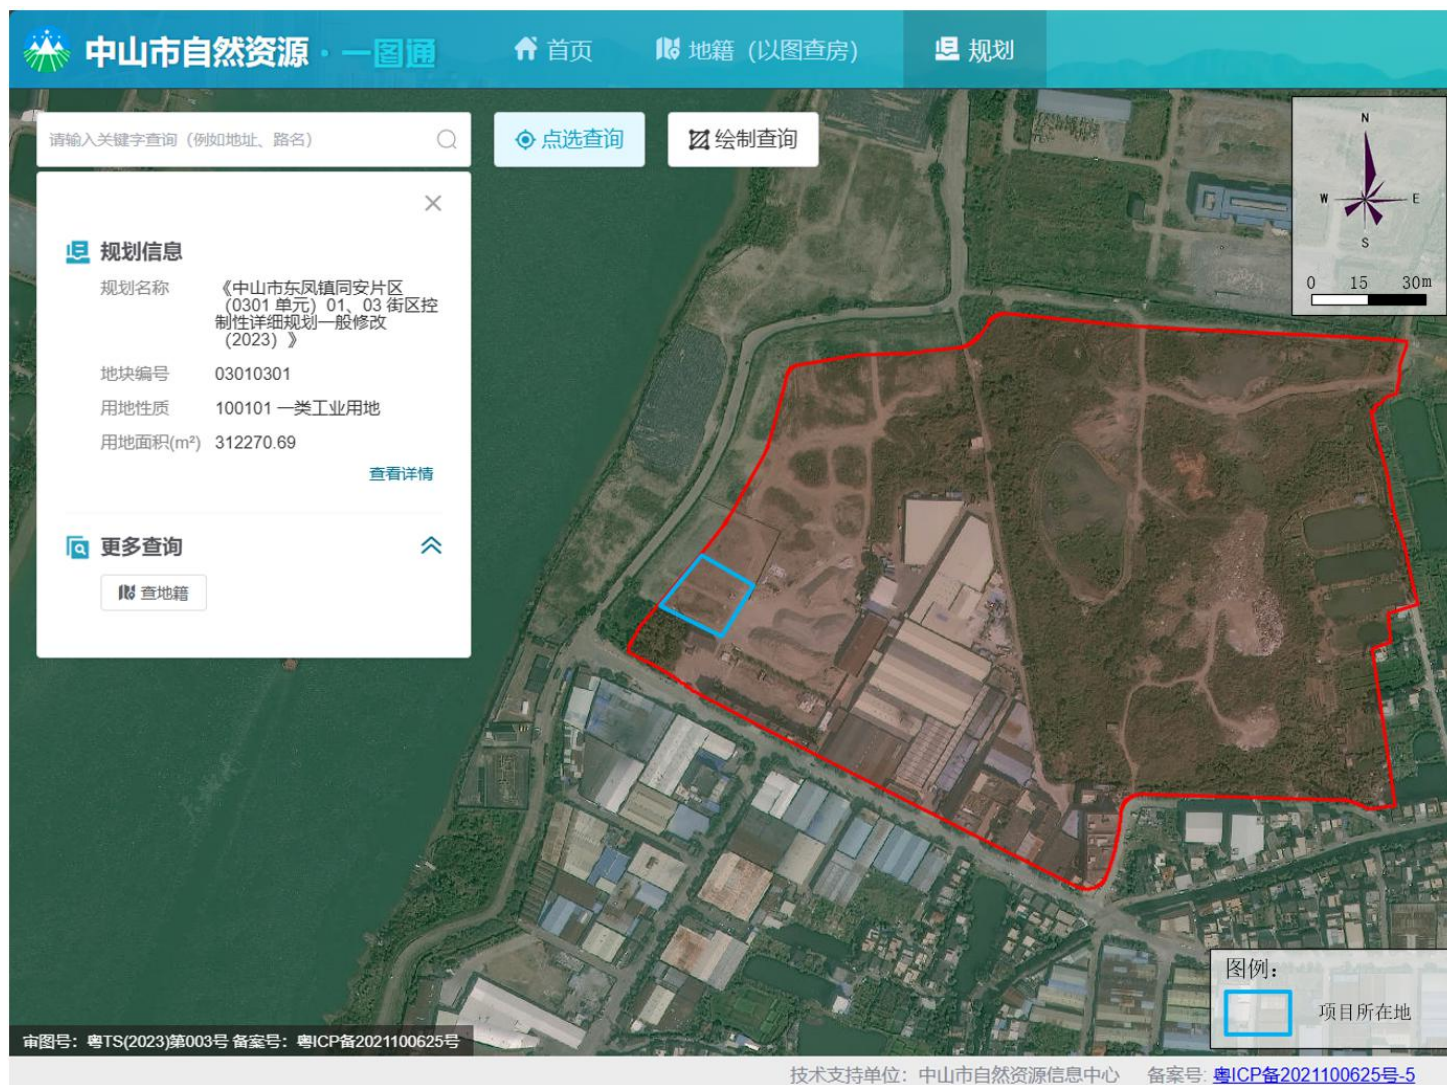 中山市自然资源·一图通
首页
地籍（以图查房）
规划
请输入关键字查询（例如地址、路名）
点选查询
绘制查询
规划信息
规划名称
《中山市东凤镇同安片区
（0301 单元）01、03 街区控
制性详细规划一般修改
（2023）》
地块编号 03010301
用地性质 100101 一类工业用地
用地面积(m²) 312270.69
查看详情
更多查询
查地籍
N
W E
S
0 15 30m
图例：
项目所在地
审图号：粤TS(2023)第003号 备案号：粤ICP备2021100625号
技术支持单位：中山市自然资源信息中心 备案号: 粤ICP备2021100625号-5